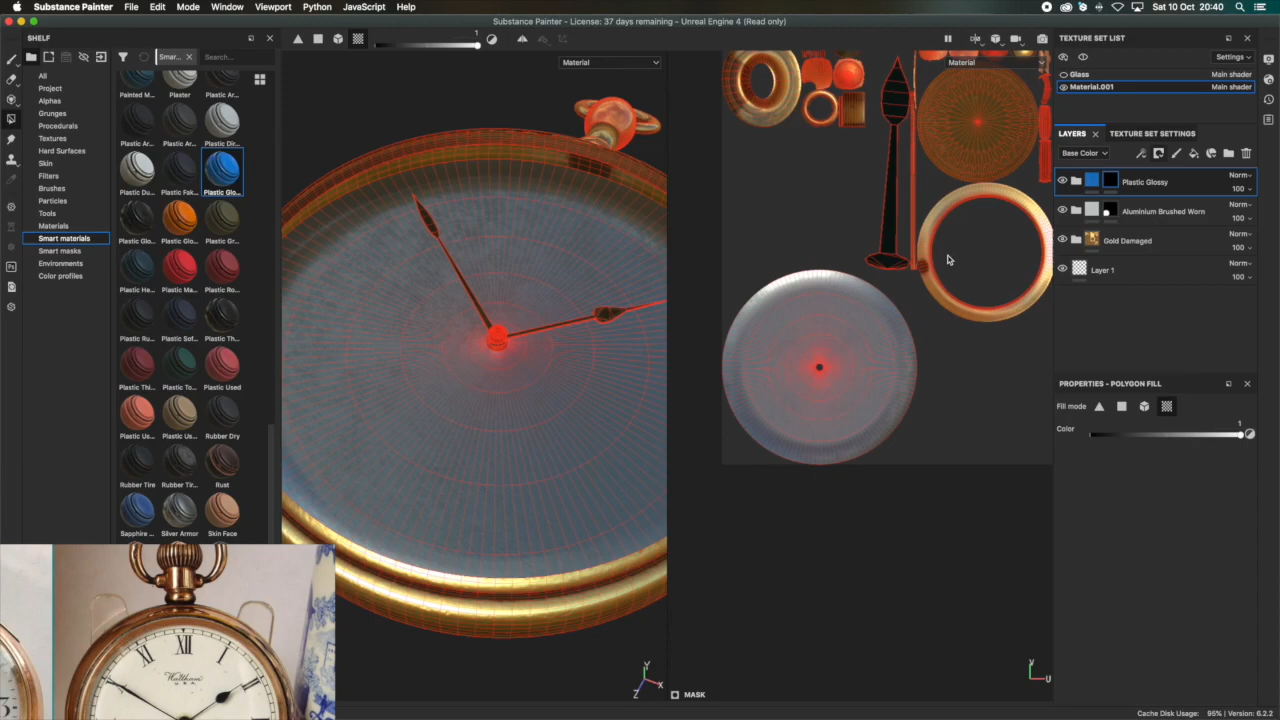 Substance Painter File Edit Mode Window Viewport Python JavaScript Help
Sat 10 Oct 20:40
Substance Painter - License: 37 days remaining - Unreal Engine 4 (Read only)
SHELF
Smar...
Search...
All
Project
Alphas
Grunges
Procedurals
Textures
Hard Surfaces
Skin
Filters
Brushes
Particles
Tools
Materials
Smart materials
Smart masks
Environments
Color profiles
Painted M... Plaster Plastic Ar...
Plastic Ar... Plastic Ar... Plastic Dir...
Plastic Du... Plastic Fak... Plastic Glo...
Plastic Glo... Plastic Glo... Plastic Gr...
Plastic He... Plastic Ma... Plastic Ro...
Plastic Ru... Plastic Sof... Plastic Th...
Plastic Thi... Plastic To... Plastic Used
Plastic Us... Plastic Us... Rubber Dry
Rubber Tire Rubber Tir... Rust
Sapphire ... Silver Armor Skin Face
1
Material
Material
Y
X
Z
V
U
MASK
XII
I
XI
Waltham
U.S.A.
TEXTURE SET LIST
Settings
Glass Main shader
Material.001 Main shader
LAYERS TEXTURE SET SETTINGS
Base Color
Plastic Glossy Norm
100
Aluminium Brushed Worn Norm
100
Gold Damaged Norm
100
Layer 1 Norm
100
PROPERTIES - POLYGON FILL
Fill mode
Color 1
Ps
Cache Disk Usage: 96% | Version: 6.2.2